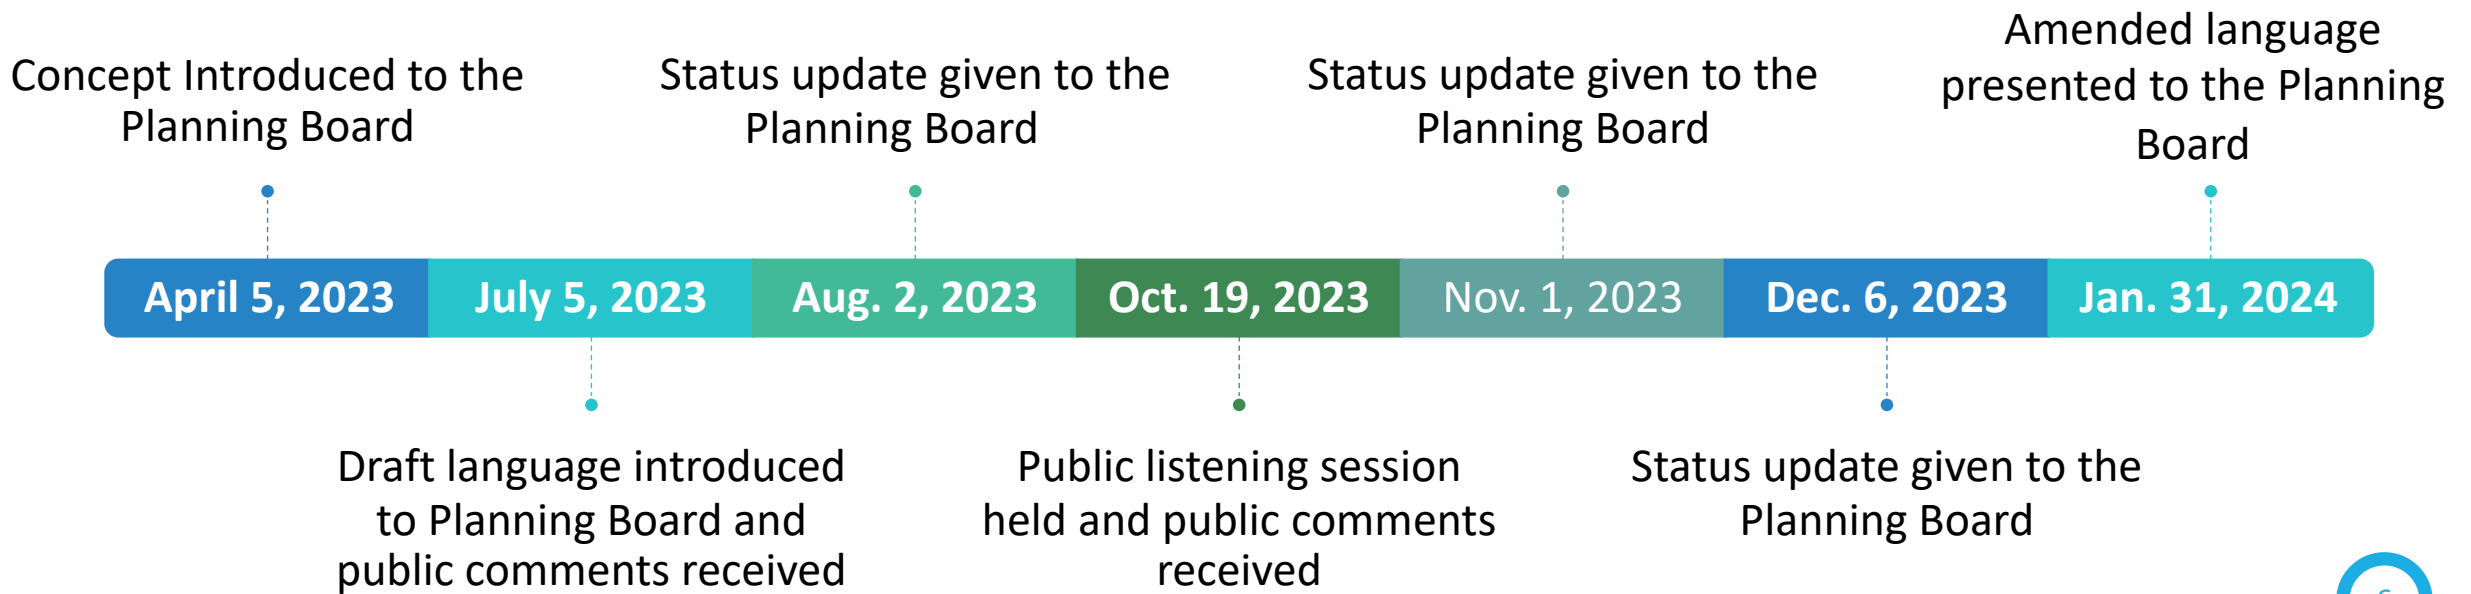 Concept Introduced to the
Planning Board
Status update given to the
Planning Board
Status update given to the
Planning Board
Amended language
presented to the Planning
Board
April 5, 2023
July 5, 2023
Aug. 2, 2023
Oct. 19, 2023
Nov. 1, 2023
Dec. 6, 2023
Jan. 31, 2024
Draft language introduced
to Planning Board and
public comments received
Public listening session
held and public comments
received
Status update given to the
Planning Board